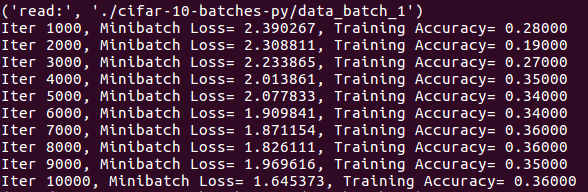 ('read:', './cifar-10-batches-py/data_batch_1')
Iter 1000, Minibatch Loss= 2.390267, Training Accuracy= 0.28000
Iter 2000, Minibatch Loss= 2.308811, Training Accuracy= 0.19000
Iter 3000, Minibatch Loss= 2.233865, Training Accuracy= 0.27000
Iter 4000, Minibatch Loss= 2.013861, Training Accuracy= 0.35000
Iter 5000, Minibatch Loss= 2.077833, Training Accuracy= 0.34000
Iter 6000, Minibatch Loss= 1.909841, Training Accuracy= 0.34000
Iter 7000, Minibatch Loss= 1.871154, Training Accuracy= 0.36000
Iter 8000, Minibatch Loss= 1.826111, Training Accuracy= 0.36000
Iter 9000, Minibatch Loss= 1.969616, Training Accuracy= 0.35000
Iter 10000, Minibatch Loss= 1.645373, Training Accuracy= 0.36000